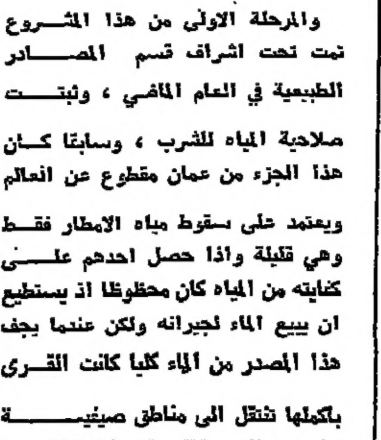 والمرحلة الاولى من هذا المشروع
تمت تحت اشراف قسم المصادر
الطبيعية في العام الماضي ، وثبتت
صلاحية المياه للشرب ، وسابقا كان
هذا الجزء من عمان مقطوع عن العالم
ويعتمد على سقوط مياه الامطار فقط
وهي قليلة واذا حصل احدهم على
كفايته من المياه كان محظوظا اذ يستطيع
ان يبيع الماء لجيرانه ولكن عندما يجف
هذا المصدر من الماء كليا كانت القرى
باكملها تنتقل الى مناطق صيفية